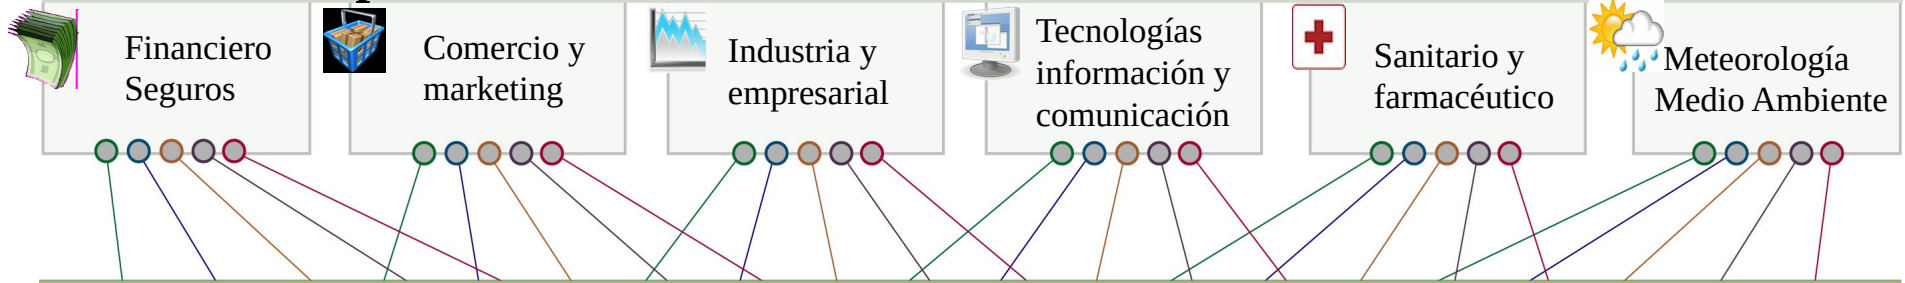 Financiero
Seguros
Comercio y
marketing
Industria y
empresarial
Tecnologías
información y
comunicación
Sanitario y
farmacéutico
Meteorología
Medio Ambiente